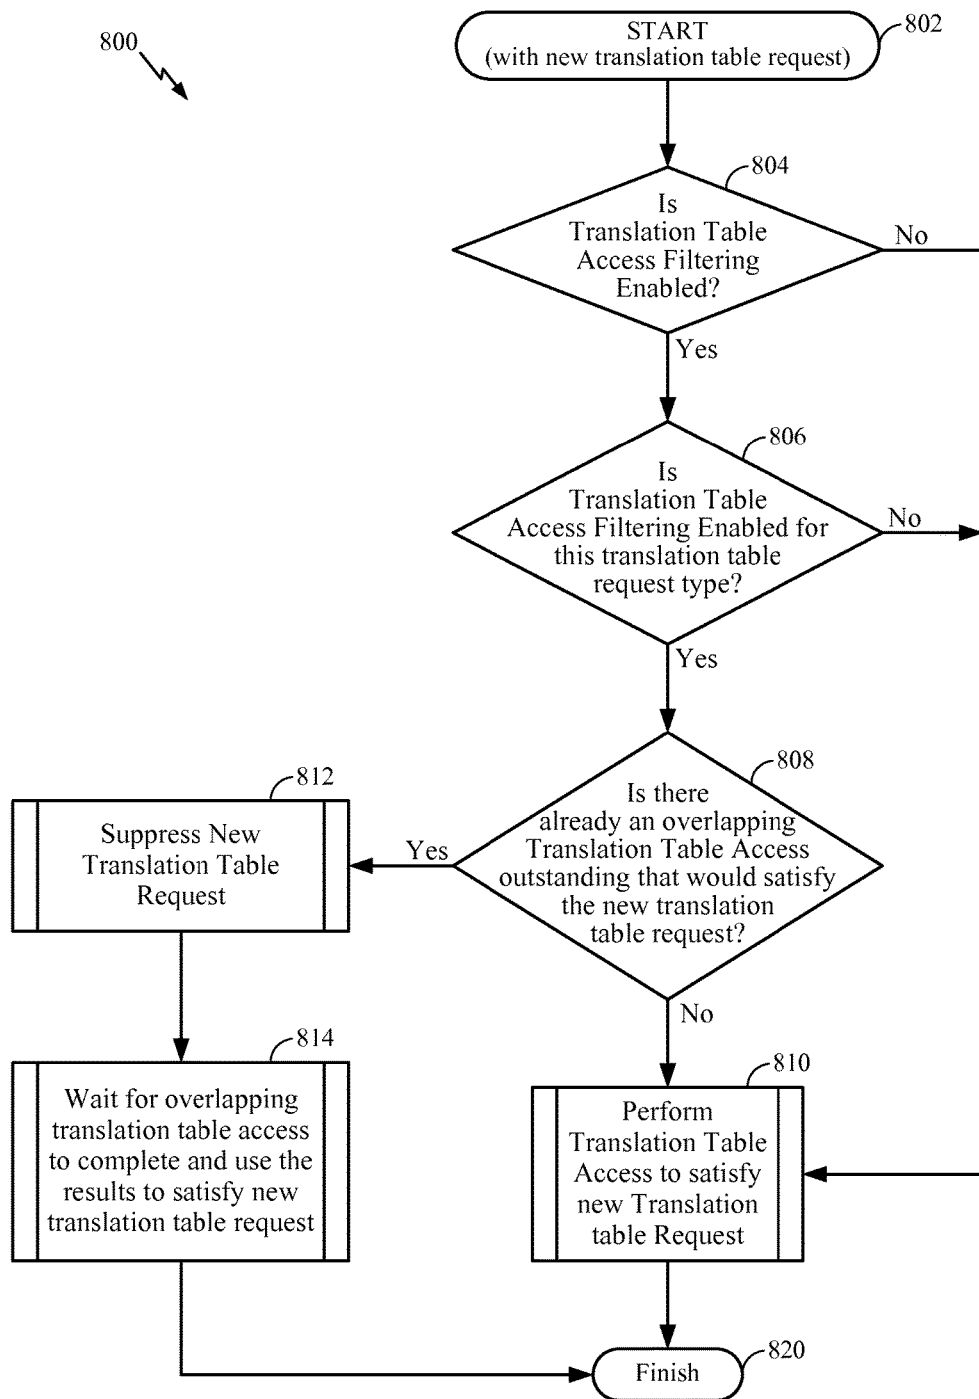 800
START
(with new translation table request)
802
804
Is
Translation Table
Access Filtering
Enabled?
No
Yes
806
Is
Translation Table
Access Filtering Enabled for
this translation table
request type?
No
Yes
808
Is there
already an overlapping
Translation Table Access
outstanding that would satisfy
the new translation
table request?
Yes
No
812
Suppress New
Translation Table
Request
814
Wait for overlapping
translation table access
to complete and use the
results to satisfy new
translation table request
810
Perform
Translation Table
Access to satisfy
new Translation
table Request
Finish
820